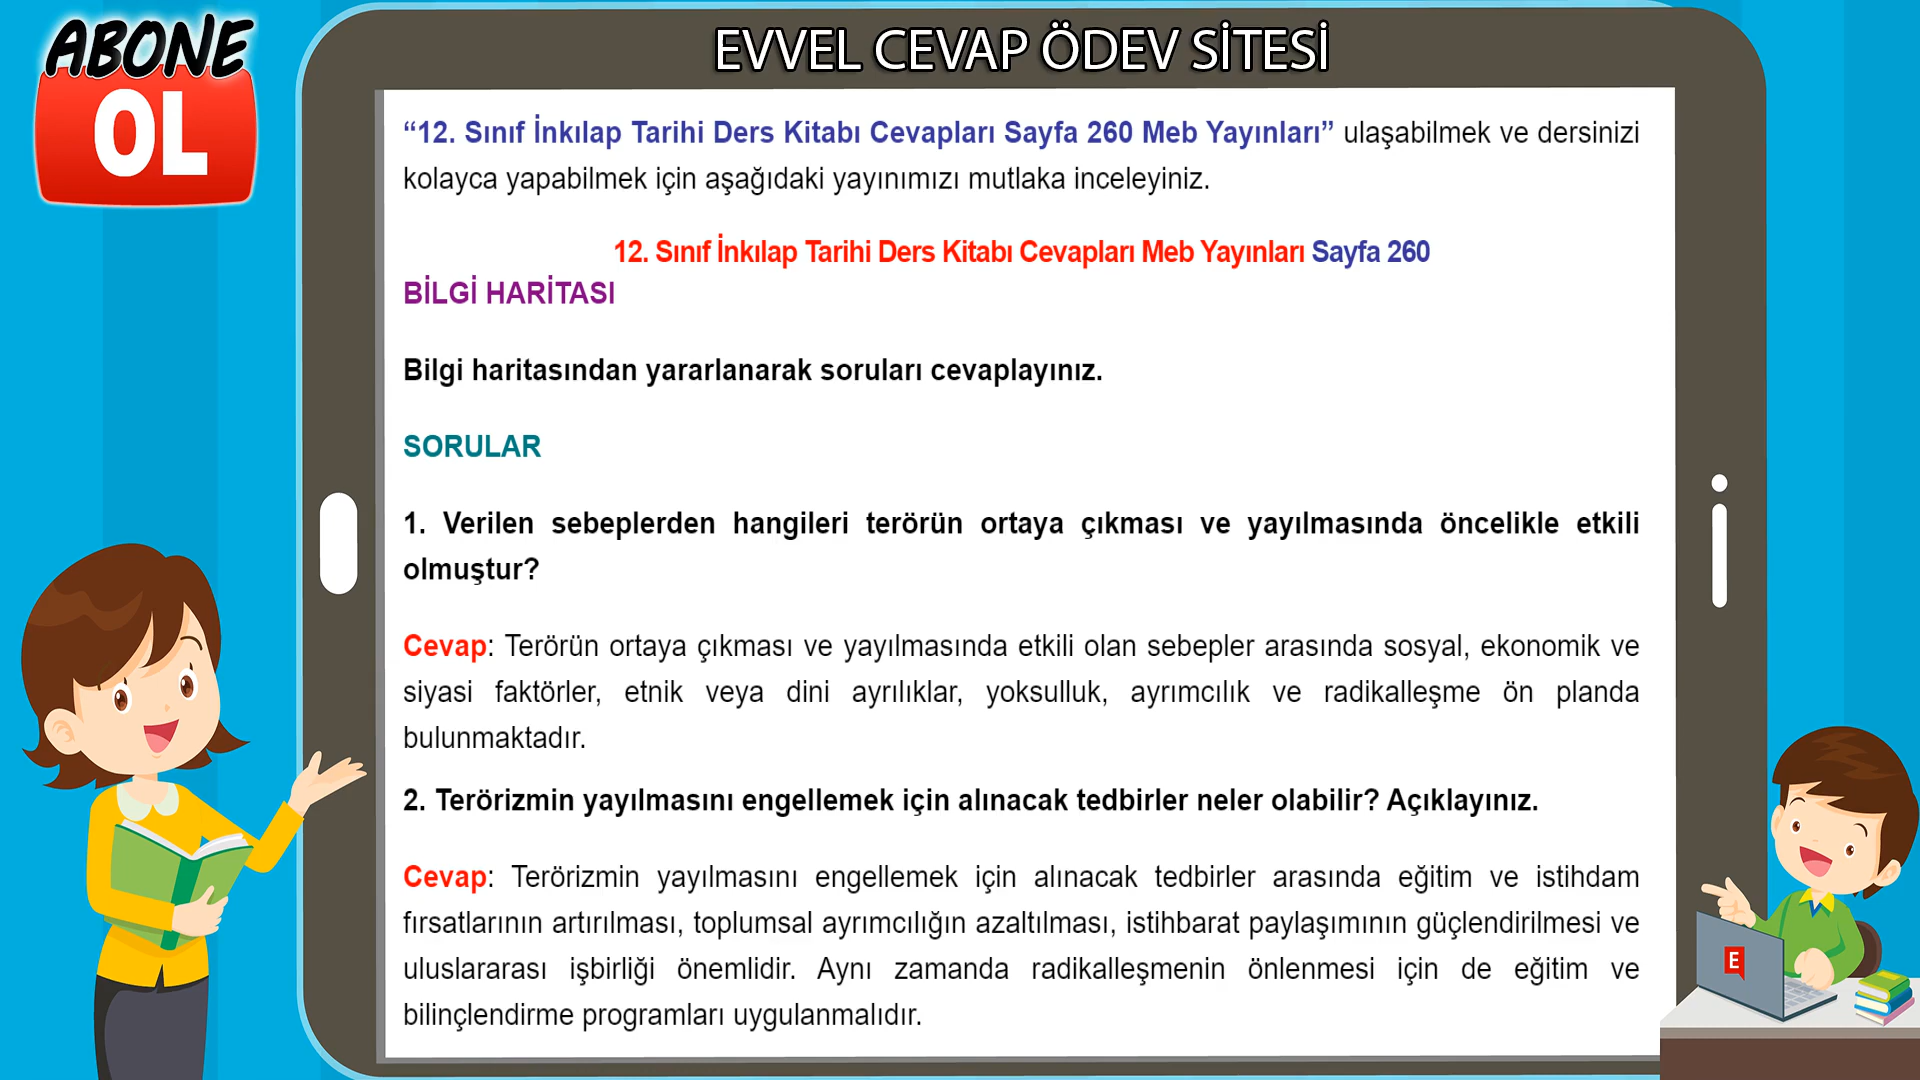 ABONE
OL
EVVEL CEVAP ÖDEV SİTESİ
“12. Sınıf İnkılap Tarihi Ders Kitabı Cevapları Sayfa 260 Meb Yayınları” ulaşabilmek ve dersinizi
kolayca yapabilmek için aşağıdaki yayınımızı mutlaka inceleyiniz.
12. Sınıf İnkılap Tarihi Ders Kitabı Cevapları Meb Yayınları Sayfa 260
BİLGİ HARİTASI
Bilgi haritasından yararlanarak soruları cevaplayınız.
SORULAR
1. Verilen sebeplerden hangileri terörün ortaya çıkması ve yayılmasında öncelikle etkili
olmuştur?
Cevap: Terörün ortaya çıkması ve yayılmasında etkili olan sebepler arasında sosyal, ekonomik ve
siyasi faktörler, etnik veya dini ayrılıklar, yoksulluk, ayrımcılık ve radikalleşme ön planda
bulunmaktadır.
2. Terörizmin yayılmasını engellemek için alınacak tedbirler neler olabilir? Açıklayınız.
Cevap: Terörizmin yayılmasını engellemek için alınacak tedbirler arasında eğitim ve istihdam
fırsatlarının artırılması, toplumsal ayrımcılığın azaltılması, istihbarat paylaşımının güçlendirilmesi ve
uluslararası işbirliği önemlidir. Aynı zamanda radikalleşmenin önlenmesi için de eğitim ve
bilinçlendirme programları uygulanmalıdır.
E